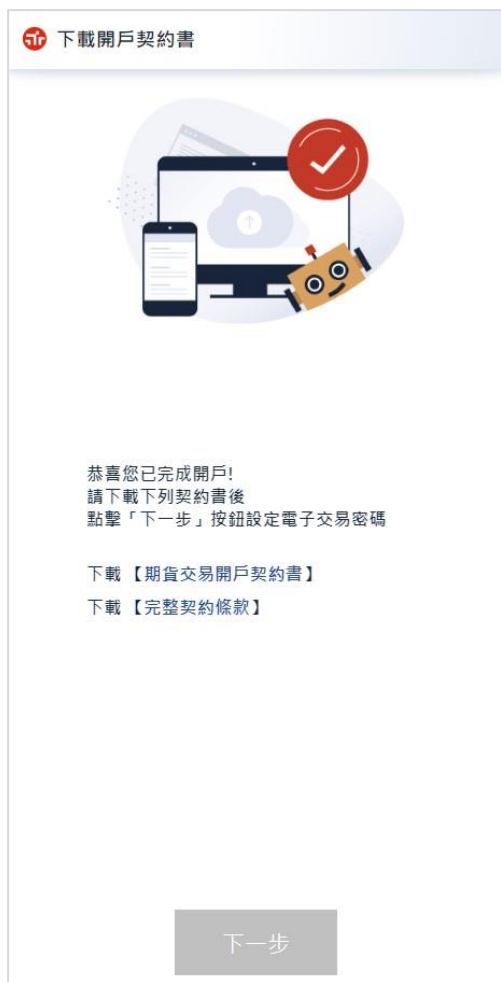 下載開戶契約書
恭喜您已完成開戶!
請下載下列契約書後
點擊「下一步」按鈕設定電子交易密碼
下載【期貨交易開戶契約書】
下載【完整契約條款】
下一步